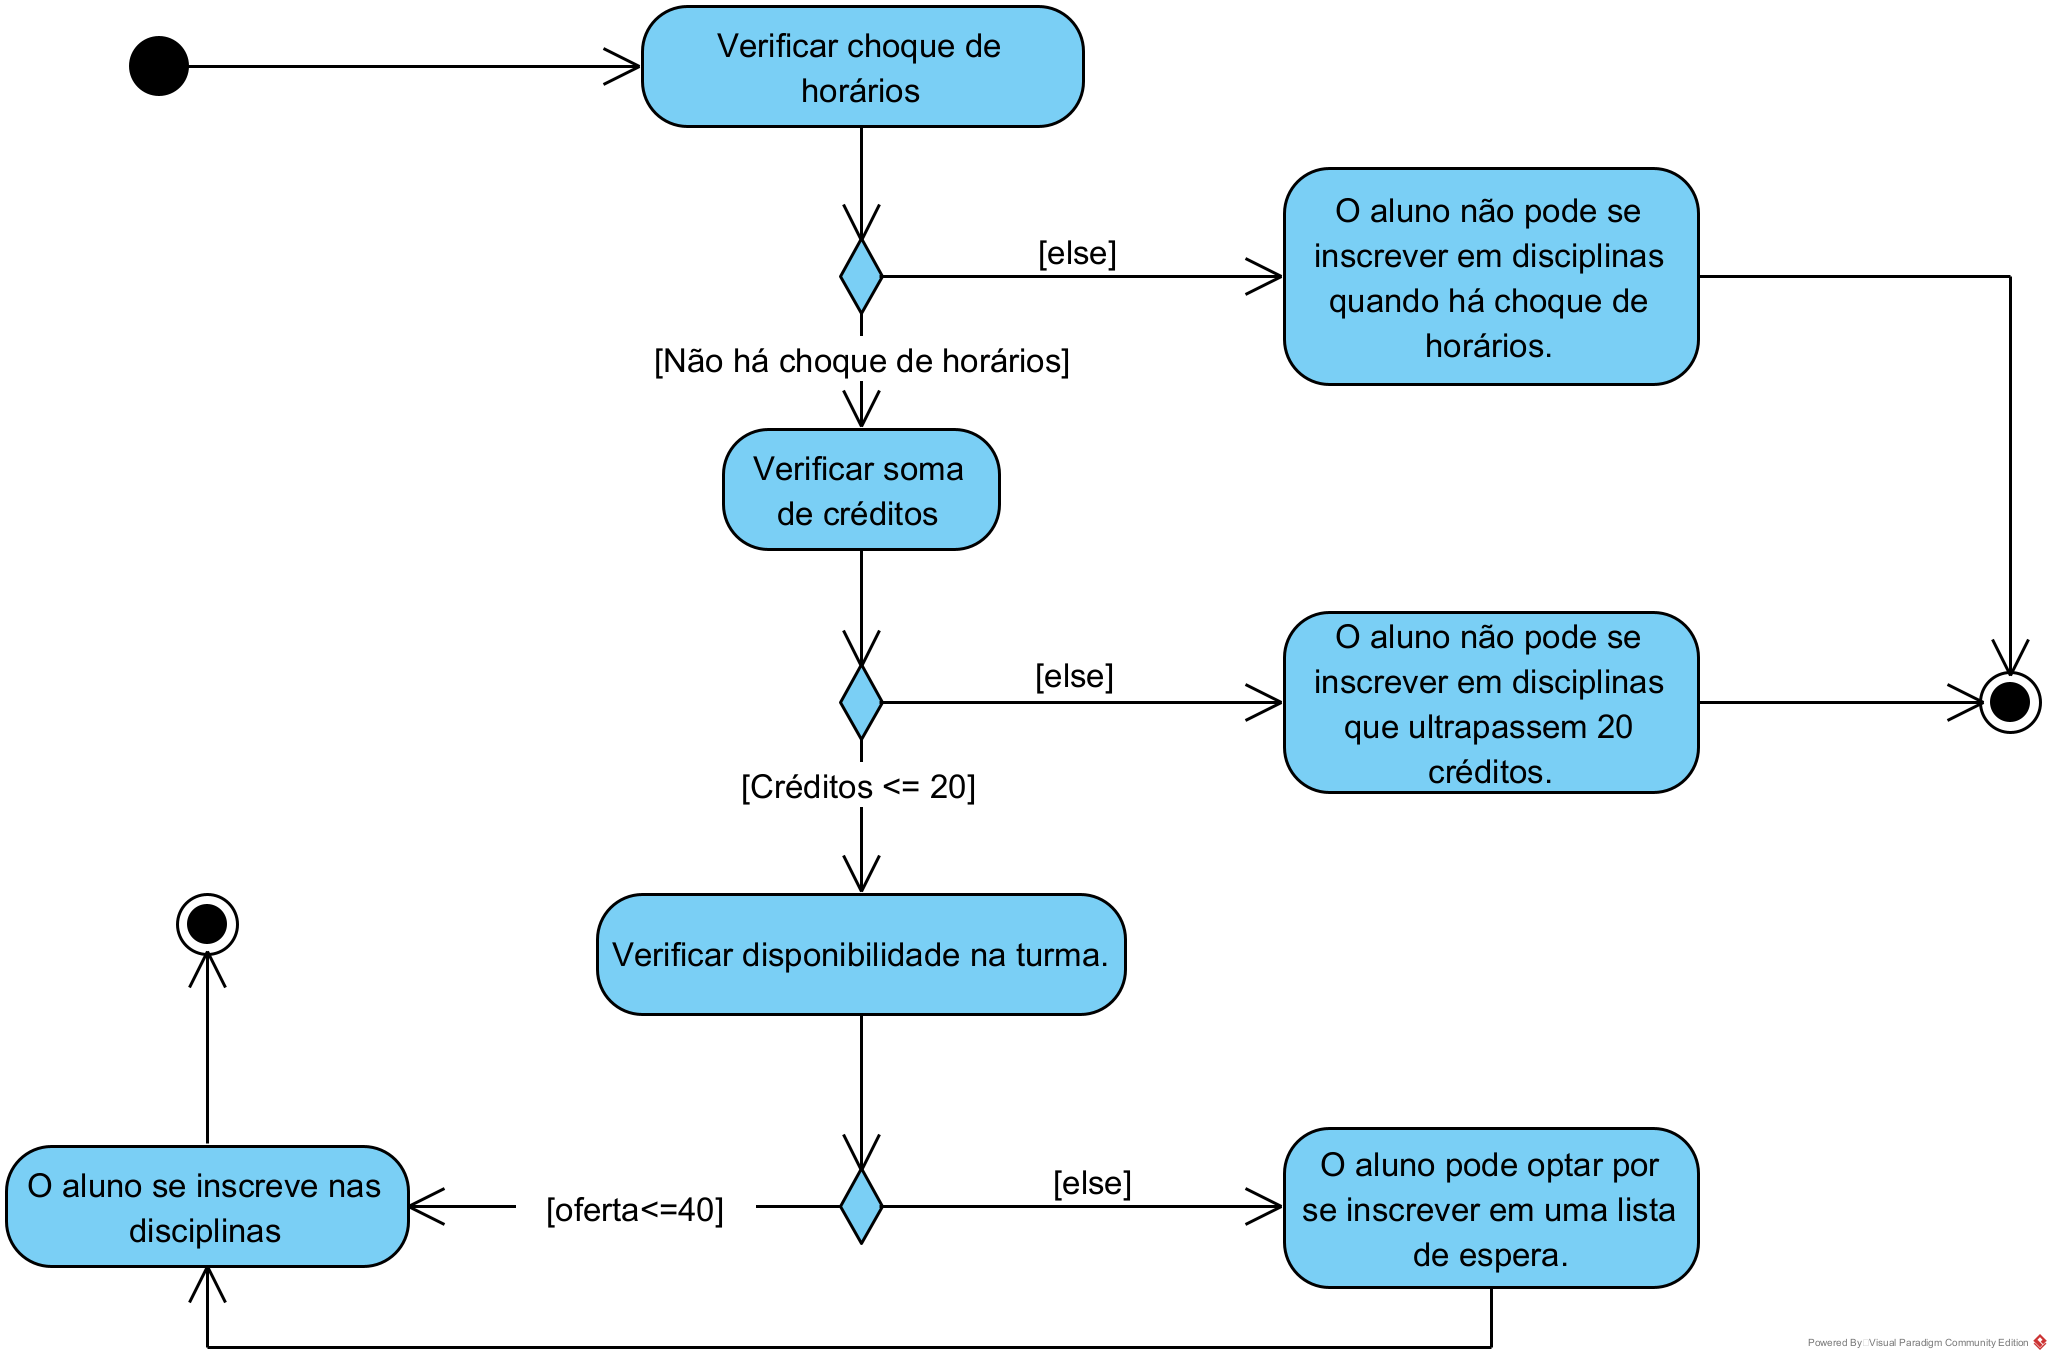 Verificar choque de
horários
[else]
O aluno não pode se
inscrever em disciplinas
quando há choque de
horários.
[Não há choque de horários]
Verificar soma
de créditos
[else]
O aluno não pode se
inscrever em disciplinas
que ultrapassem 20
créditos.
[Créditos <= 20]
Verificar disponibilidade na turma.
O aluno se inscreve nas
disciplinas
[oferta<=40]
[else]
O aluno pode optar por
se inscrever em uma lista
de espera.
Powered By Visual Paradigm Community Edition